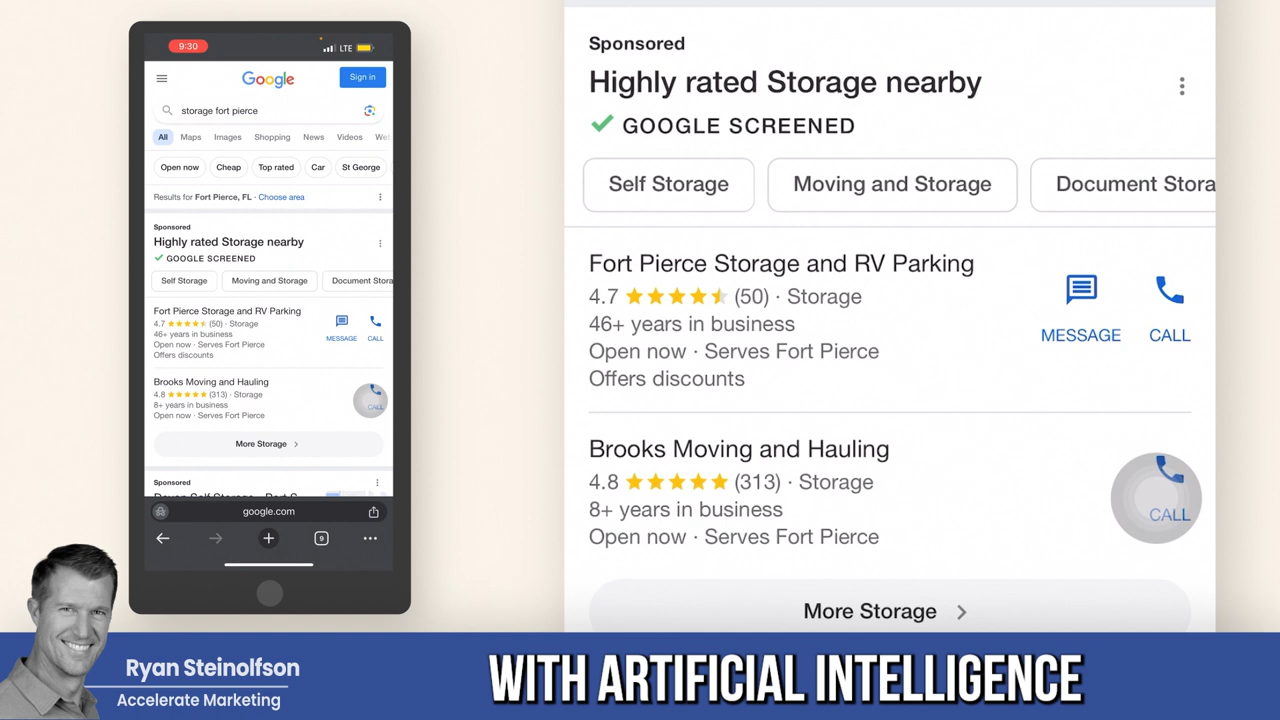 9:30
LTE
Google
Sign in
storage fort pierce
All Maps Images Shopping News Videos We
Open now Cheap Top rated Car St George
Results for Fort Pierce, FL · Choose area
Sponsored
Highly rated Storage nearby
GOOGLE SCREENED
Self Storage Moving and Storage Document Stora
Fort Pierce Storage and RV Parking
4.7 (50) · Storage
46+ years in business
Open now · Serves Fort Pierce
Offers discounts
MESSAGE CALL
Brooks Moving and Hauling
4.8 (313) · Storage
8+ years in business
Open now · Serves Fort Pierce
CALL
More Storage
Sponsored
google.com
9
Sponsored
Highly rated Storage nearby
GOOGLE SCREENED
Self Storage Moving and Storage Document Stora
Fort Pierce Storage and RV Parking
4.7 (50) · Storage
46+ years in business
Open now · Serves Fort Pierce
Offers discounts
MESSAGE CALL
Brooks Moving and Hauling
4.8 (313) · Storage
8+ years in business
Open now · Serves Fort Pierce
CALL
More Storage
Ryan Steinolfson
Accelerate Marketing
WITH ARTIFICIAL INTELLIGENCE